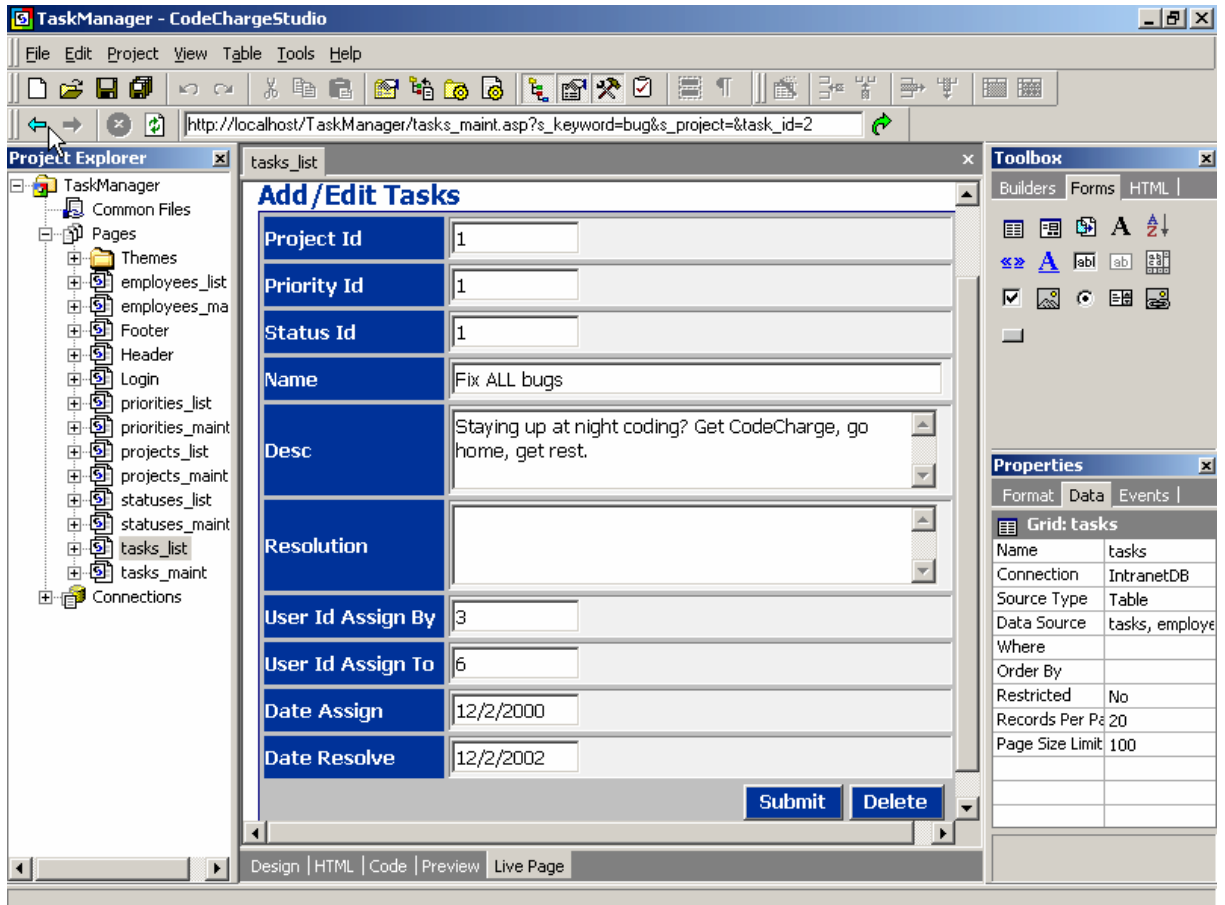 TaskManager - CodeChargeStudio
File Edit Project View Table Tools Help
http://localhost/TaskManager/tasks_maint.asp?s_keyword=bug&s_project=&task_id=2
Project Explorer
TaskManager
Common Files
Pages
Themes
employees_list
employees_ma
Footer
Header
Login
priorities_list
priorities_maint
projects_list
projects_maint
statuses_list
statuses_maint
tasks_list
tasks_maint
Connections
tasks_list
Add/Edit Tasks
Project Id 1
Priority Id 1
Status Id 1
Name Fix ALL bugs
Desc Staying up at night coding? Get CodeCharge, go
home, get rest.
Resolution
User Id Assign By 3
User Id Assign To 6
Date Assign 12/2/2000
Date Resolve 12/2/2002
Submit Delete
Design HTML Code Preview Live Page
Toolbox
Builders Forms HTML
Properties
Format Data Events
Grid: tasks
Name tasks
Connection IntranetDB
Source Type Table
Data Source tasks, employe
Where
Order By
Restricted No
Records Per Pa 20
Page Size Limit 100